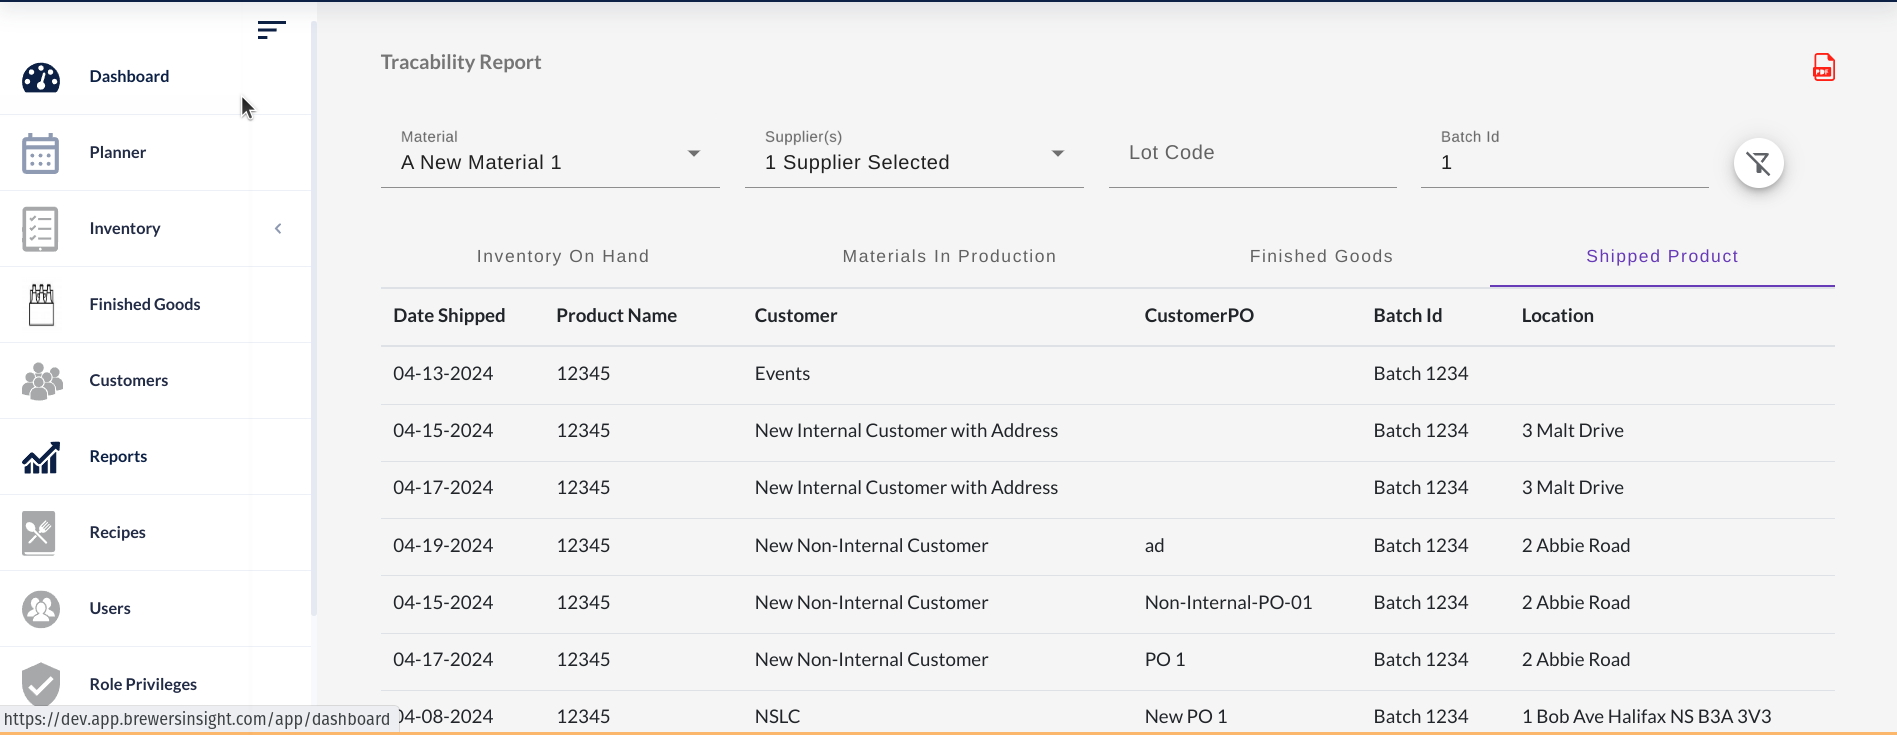 Dashboard
Planner
Inventory
Finished Goods
Customers
Reports
Recipes
Users
Role Privileges
https://dev.app.brewersinsight.com/app/dashboard
Tracability Report
PDF
Material Supplier(s) Batch Id
A New Material 1 1 Supplier Selected Lot Code 1
Inventory On Hand Materials In Production Finished Goods Shipped Product
Date Shipped Product Name Customer CustomerPO Batch Id Location
04-13-2024 12345 Events Batch 1234
04-15-2024 12345 New Internal Customer with Address Batch 1234 3 Malt Drive
04-17-2024 12345 New Internal Customer with Address Batch 1234 3 Malt Drive
04-19-2024 12345 New Non-Internal Customer ad Batch 1234 2 Abbie Road
04-15-2024 12345 New Non-Internal Customer Non-Internal-PO-01 Batch 1234 2 Abbie Road
04-17-2024 12345 New Non-Internal Customer PO 1 Batch 1234 2 Abbie Road
04-08-2024 12345 NSLC New PO 1 Batch 1234 1 Bob Ave Halifax NS B3A 3V3